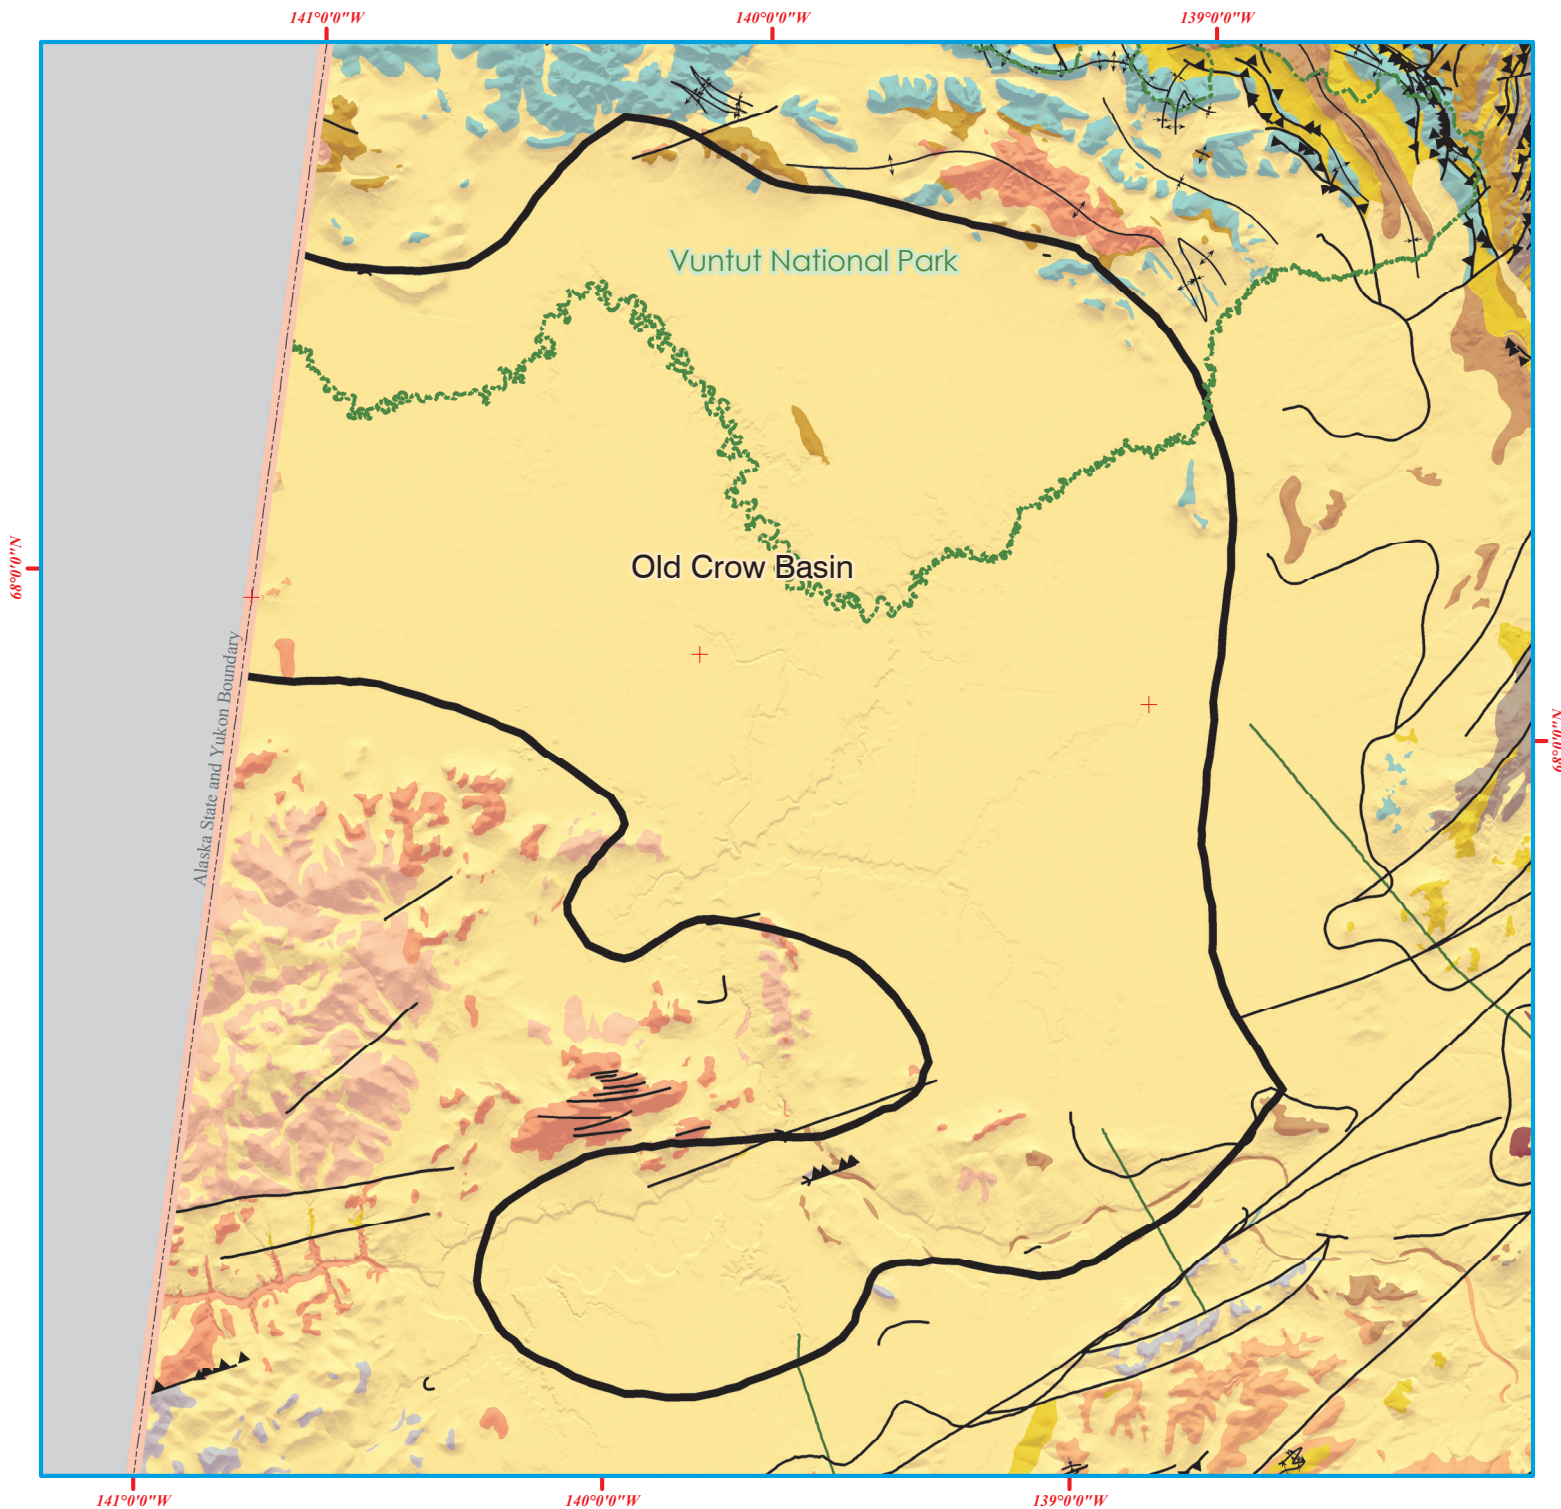 141°0'0"W
140°0'0"W
139°0'0"W
Vuntut National Park
68°0'0"N
Old Crow Basin
Alaska State and Yukon Boundary
68°0'0"N
141°0'0"W
140°0'0"W
139°0'0"W